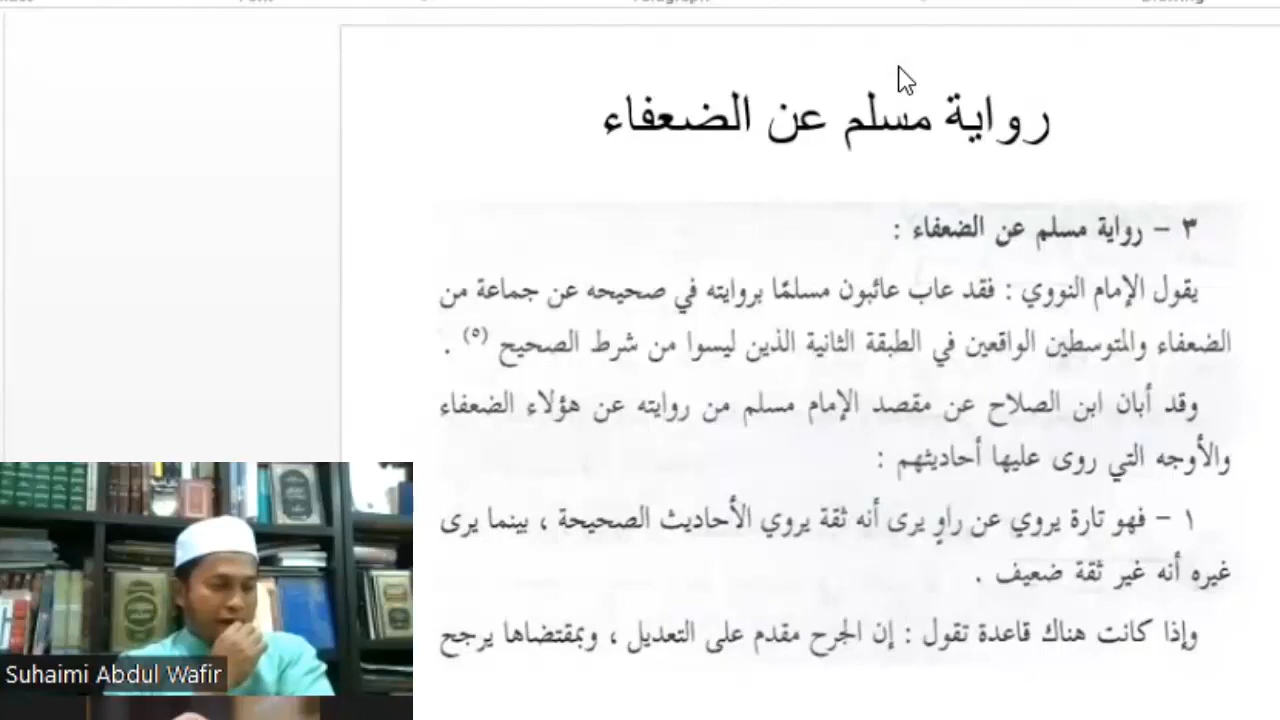 رواية مسلم عن الضعفاء
٣ – رواية مسلم عن الضعفاء :
يقول الإمام النووي : فقد عاب عائبون مسلمًا بروايته في صحيحه عن جماعة من
الضعفاء والمتوسطين الواقعين في الطبقة الثانية الذين ليسوا من شرط الصحيح (٥) .
وقد أبان ابن الصلاح عن مقصد الإمام مسلم من روايته عن هؤلاء الضعفاء
والأوجه التي روى عليها أحاديثهم :
١ – فهو تارة يروي عن راوٍ يرى أنه ثقة يروي الأحاديث الصحيحة ، بينما يرى
غيره أنه غير ثقة ضعيف .
وإذا كانت هناك قاعدة تقول : إن الجرح مقدم على التعديل ، وبمقتضاها يرجح
Suhaimi Abdul Wafir